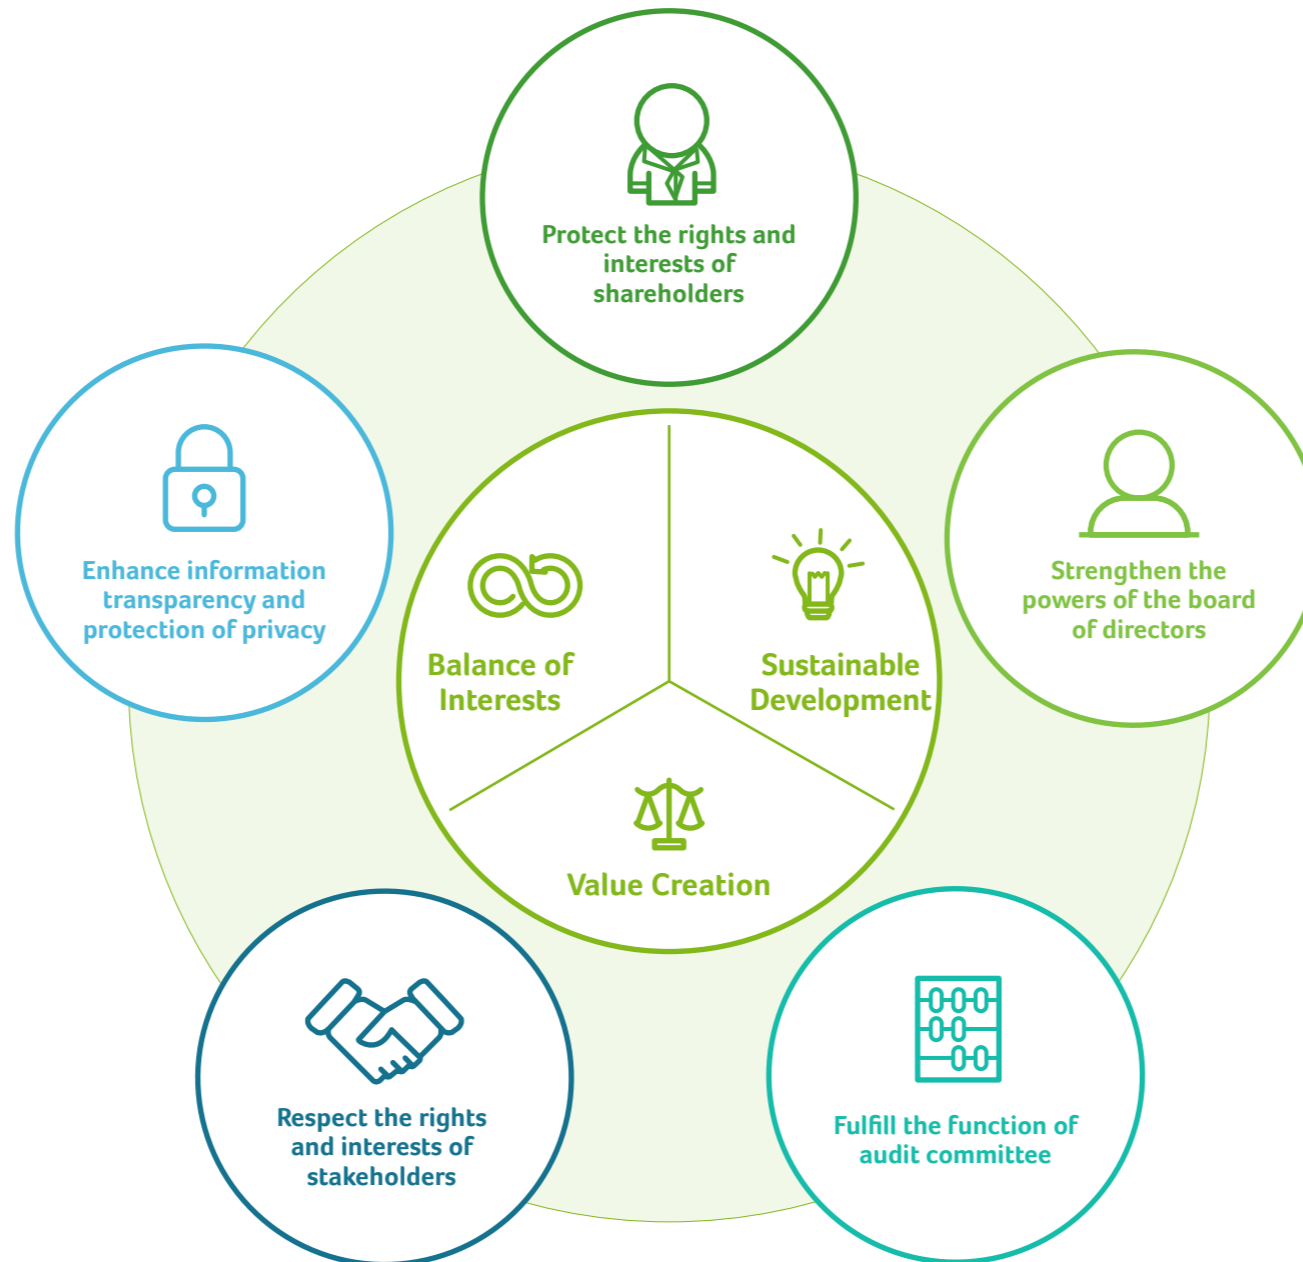 Protect the rights and
interests of
shareholders
Enhance information
transparency and
protection of privacy
Strengthen the
powers of the board
of directors
Balance of
Interests
Sustainable
Development
Value Creation
Respect the rights
and interests of
stakeholders
Fulfill the function of
audit committee